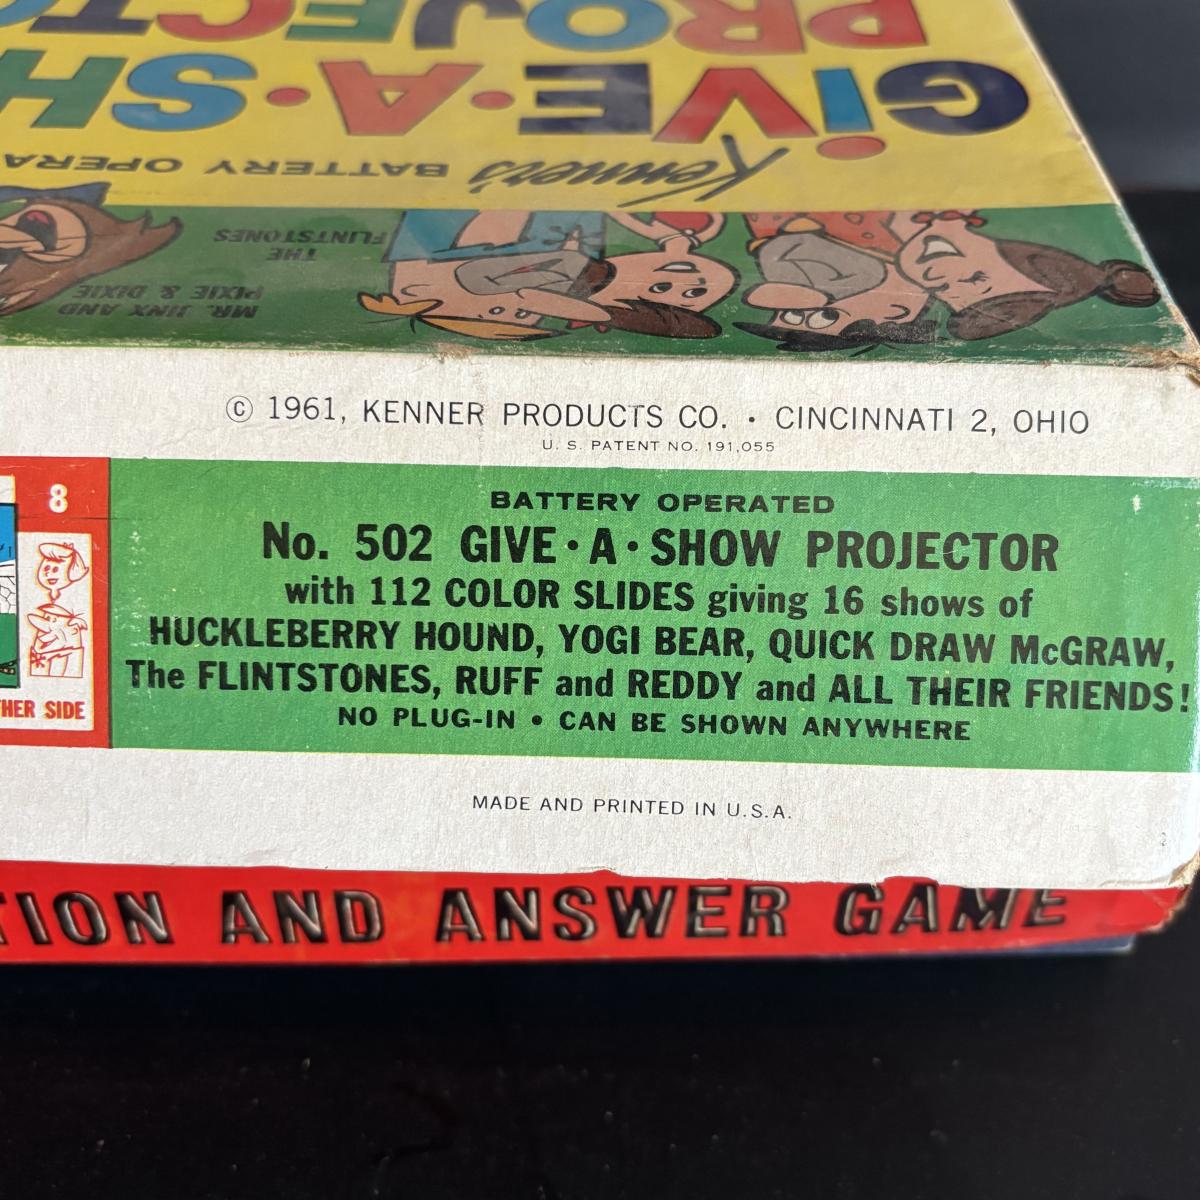 PROJECTO
GIVE·A·SH
Kenner's BATTERY OPERA
THE
FLINTSTONES
MR. JINX AND
PIXIE & DIXIE
© 1961, KENNER PRODUCTS CO. · CINCINNATI 2, OHIO
U. S. PATENT NO. 191,055
8
HER SIDE
BATTERY OPERATED
No. 502 GIVE·A·SHOW PROJECTOR
with 112 COLOR SLIDES giving 16 shows of
HUCKLEBERRY HOUND, YOGI BEAR, QUICK DRAW McGRAW,
The FLINTSTONES, RUFF and REDDY and ALL THEIR FRIENDS!
NO PLUG-IN • CAN BE SHOWN ANYWHERE
MADE AND PRINTED IN U.S.A.
TION AND ANSWER GAME